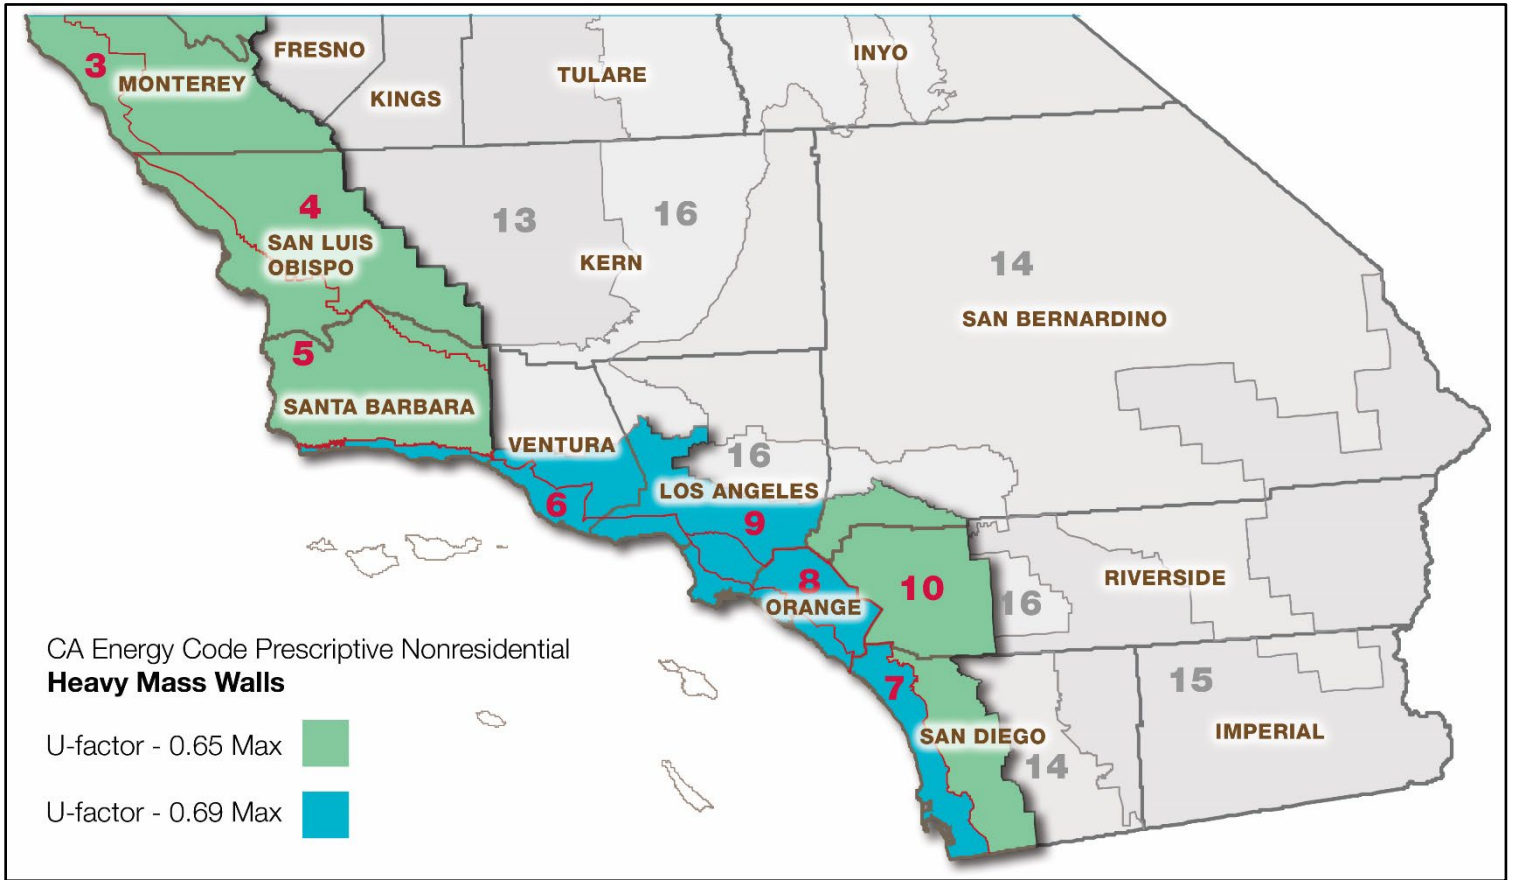 FRESNO
INYO
3
MONTEREY
TULARE
KINGS
4
13
16
SAN LUIS
OBISPO
KERN
14
SAN BERNARDINO
5
SANTA BARBARA
VENTURA
16
LOS ANGELES
6
9
8
ORANGE
10
16
RIVERSIDE
7
SAN DIEGO
14
15
IMPERIAL
CA Energy Code Prescriptive Nonresidential
Heavy Mass Walls
U-factor - 0.65 Max
U-factor - 0.69 Max